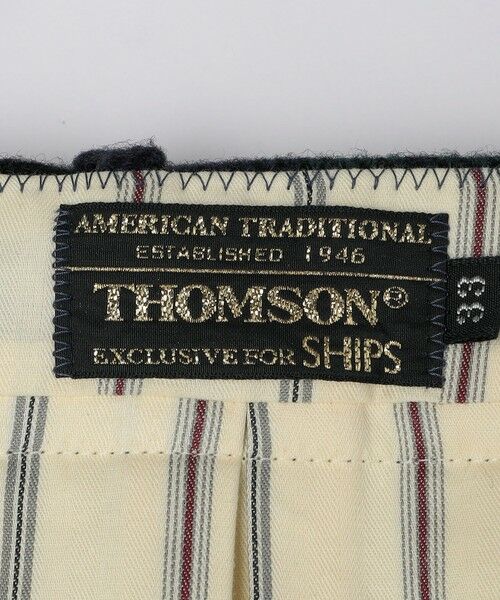 AMERICAN TRADITIONAL
ESTABLISHED 1946
THOMSON®
EXCLUSIVE FOR SHIPS
33